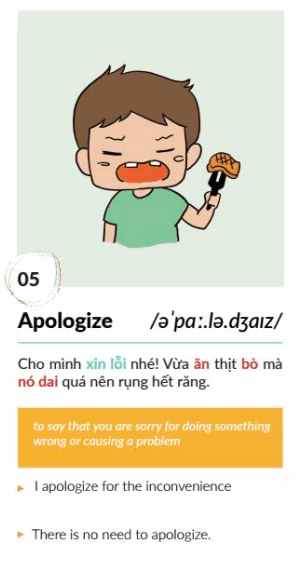 05
Apologize /əˈpɑː.lə.dʒaɪz/
Cho mình xin lỗi nhé! Vừa ăn thịt bò mà
nó dai quá nên rụng hết răng.
to say that you are sorry for doing something
wrong or causing a problem
I apologize for the inconvenience
There is no need to apologize.